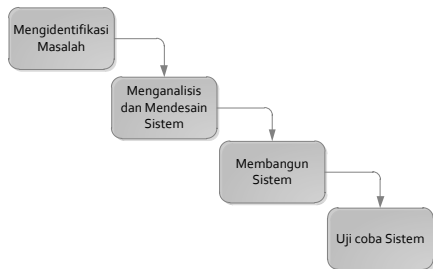 Mengidentifikasi
Masalah
Menganalisis
dan Mendesain
Sistem
Membangun
Sistem
Uji coba Sistem